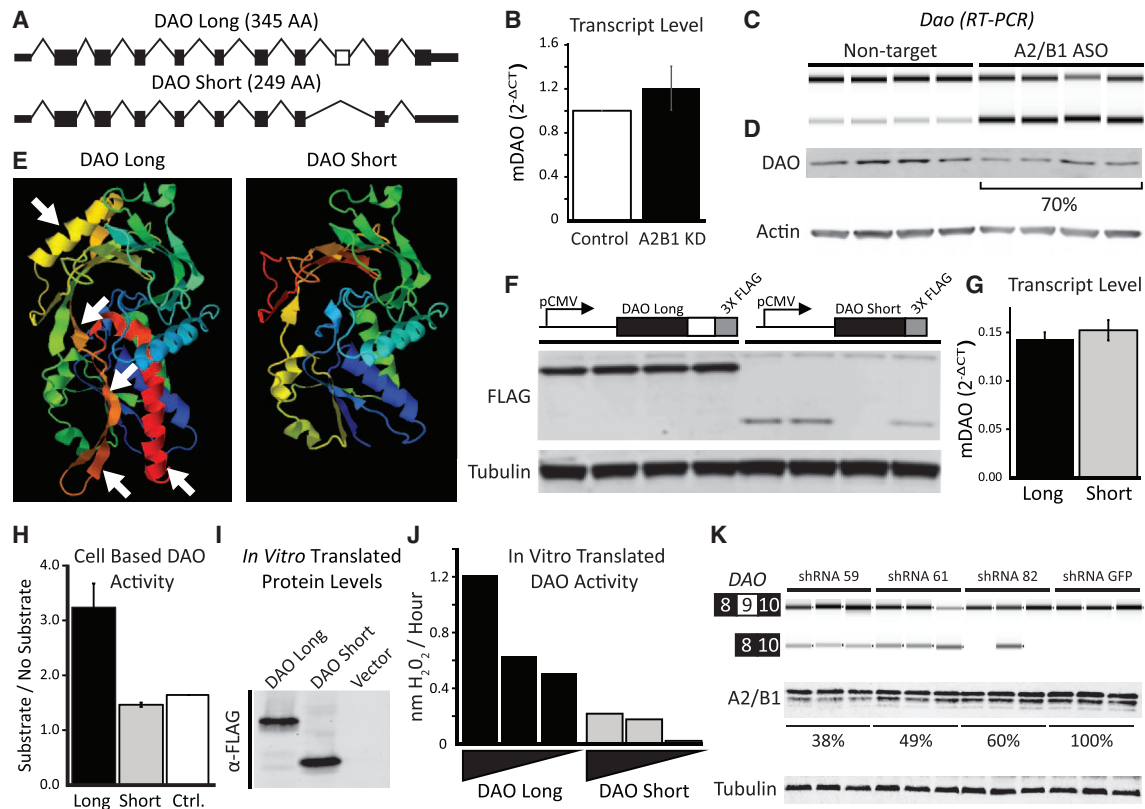 A
DAO Long (345 AA)
DAO Short (249 AA)
B
Transcript Level
mDAO (2-ΔCT)
1.6
1.2
0.8
0.4
0
Control
A2B1 KD
C
Dao (RT-PCR)
Non-target
A2/B1 ASO
D
DAO
70%
Actin
E
DAO Long
DAO Short
F
pCMV
DAO Long
3X FLAG
pCMV
DAO Short
3X FLAG
FLAG
Tubulin
G
Transcript Level
mDAO (2-ΔCT)
0.15
0.10
0.05
0.00
Long
Short
H
Cell Based DAO
Activity
Substrate / No Substrate
4.0
3.0
2.0
1.0
0.0
Long
Short
Ctrl.
I
In Vitro Translated
Protein Levels
DAO Long
DAO Short
Vector
α-FLAG
J
In Vitro Translated
DAO Activity
nm H2O2 / Hour
1.2
0.8
0.4
0
DAO Long
DAO Short
K
DAO
shRNA 59
shRNA 61
shRNA 82
shRNA GFP
8 9 10
8 10
A2/B1
38%
49%
60%
100%
Tubulin